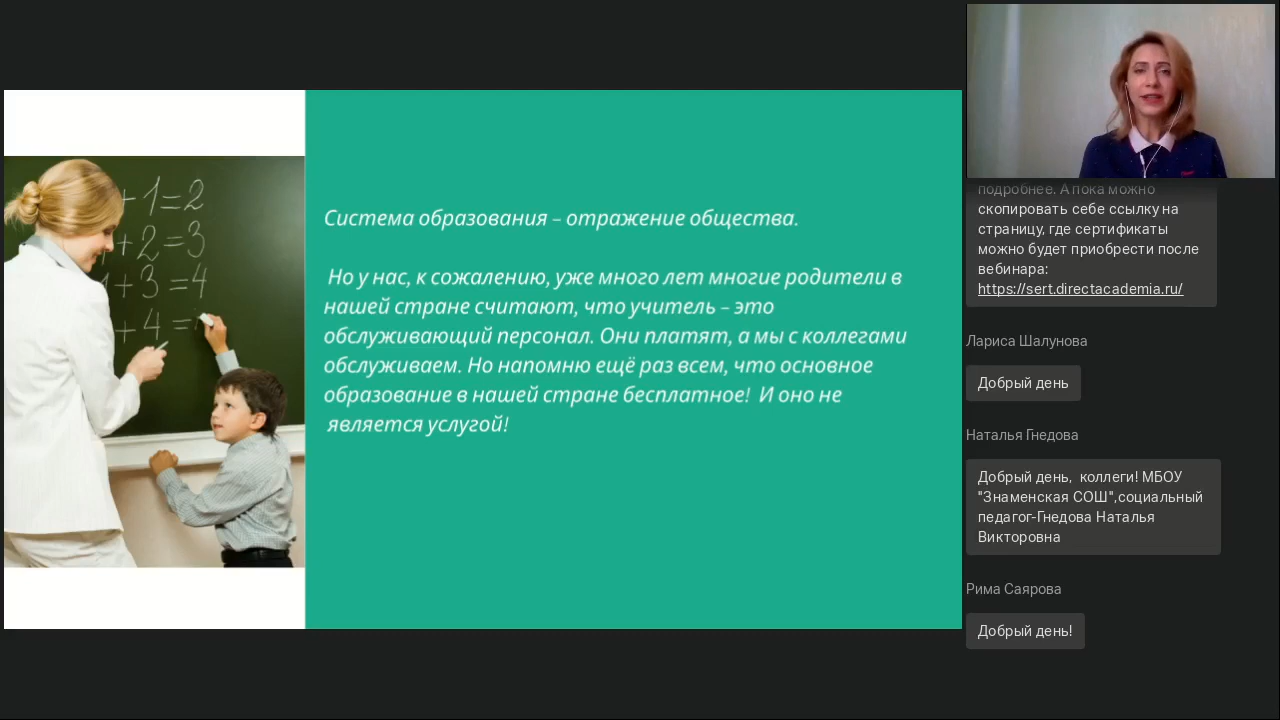 +1=2
+2=3
1+3=4
+4=
Система образования – отражение общества.
Но у нас, к сожалению, уже много лет многие родители в
нашей стране считают, что учитель – это
обслуживающий персонал. Они платят, а мы с коллегами
обслуживаем. Но напомню ещё раз всем, что основное
образование в нашей стране бесплатное! И оно не
является услугой!
подробнее. А пока можно
скопировать себе ссылку на
страницу, где сертификаты
можно будет приобрести после
вебинара:
https://sert.directacademia.ru/
Лариса Шалунова
Добрый день
Наталья Гнедова
Добрый день, коллеги! МБОУ
"Знаменская СОШ",социальный
педагог-Гнедова Наталья
Викторовна
Рима Саярова
Добрый день!